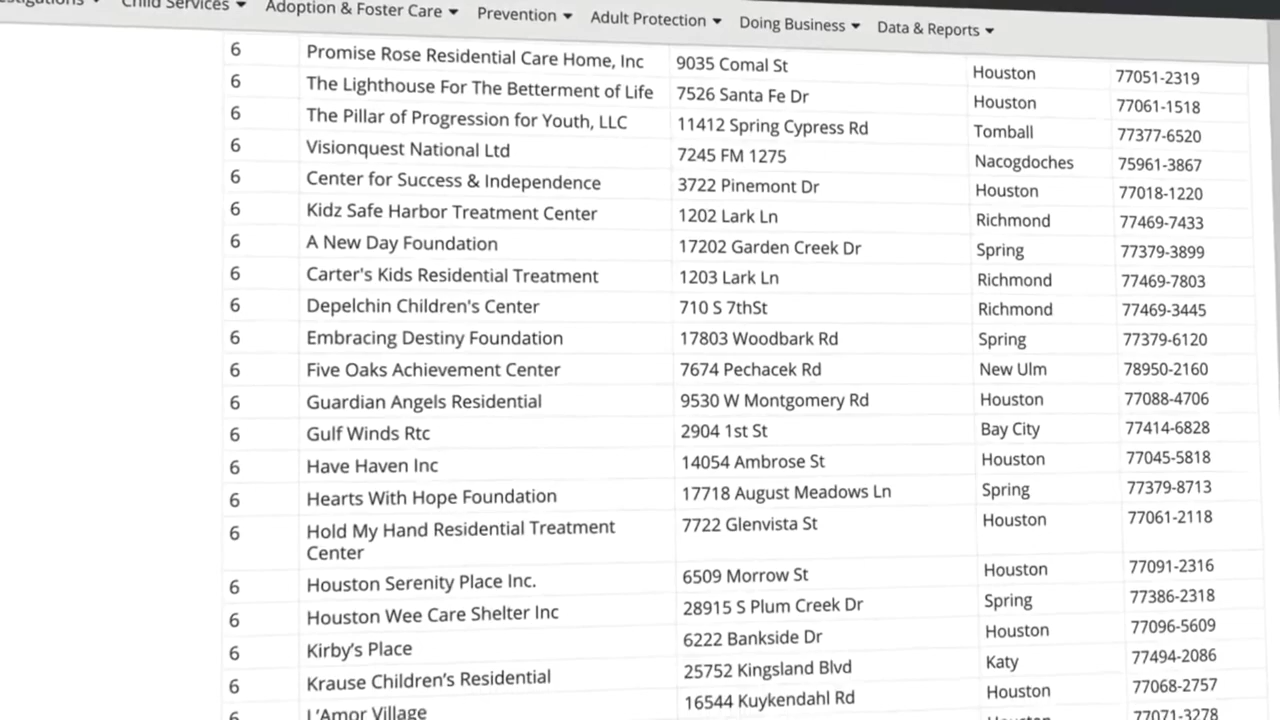 Child Services Adoption & Foster Care Prevention Adult Protection Doing Business Data & Reports
6 Promise Rose Residential Care Home, Inc 9035 Comal St Houston 77051-2319
6 The Lighthouse For The Betterment of Life 7526 Santa Fe Dr Houston 77061-1518
6 The Pillar of Progression for Youth, LLC 11412 Spring Cypress Rd Tomball 77377-6520
6 Visionquest National Ltd 7245 FM 1275 Nacogdoches 75961-3867
6 Center for Success & Independence 3722 Pinemont Dr Houston 77018-1220
6 Kidz Safe Harbor Treatment Center 1202 Lark Ln Richmond 77469-7433
6 A New Day Foundation 17202 Garden Creek Dr Spring 77379-3899
6 Carter's Kids Residential Treatment 1203 Lark Ln Richmond 77469-7803
6 Depelchin Children's Center 710 S 7thSt Richmond 77469-3445
6 Embracing Destiny Foundation 17803 Woodbark Rd Spring 77379-6120
6 Five Oaks Achievement Center 7674 Pechacek Rd New Ulm 78950-2160
6 Guardian Angels Residential 9530 W Montgomery Rd Houston 77088-4706
6 Gulf Winds Rtc 2904 1st St Bay City 77414-6828
6 Have Haven Inc 14054 Ambrose St Houston 77045-5818
6 Hearts With Hope Foundation 17718 August Meadows Ln Spring 77379-8713
6 Hold My Hand Residential Treatment 7722 Glenvista St Houston 77061-2118
Center
6 Houston Serenity Place Inc. 6509 Morrow St Houston 77091-2316
6 Houston Wee Care Shelter Inc 28915 S Plum Creek Dr Spring 77386-2318
6 Kirby’s Place 6222 Bankside Dr Houston 77096-5609
6 Krause Children’s Residential 25752 Kingsland Blvd Katy 77494-2086
6 L’Amor Village 16544 Kuykendahl Rd Houston 77068-2757
77071-3278